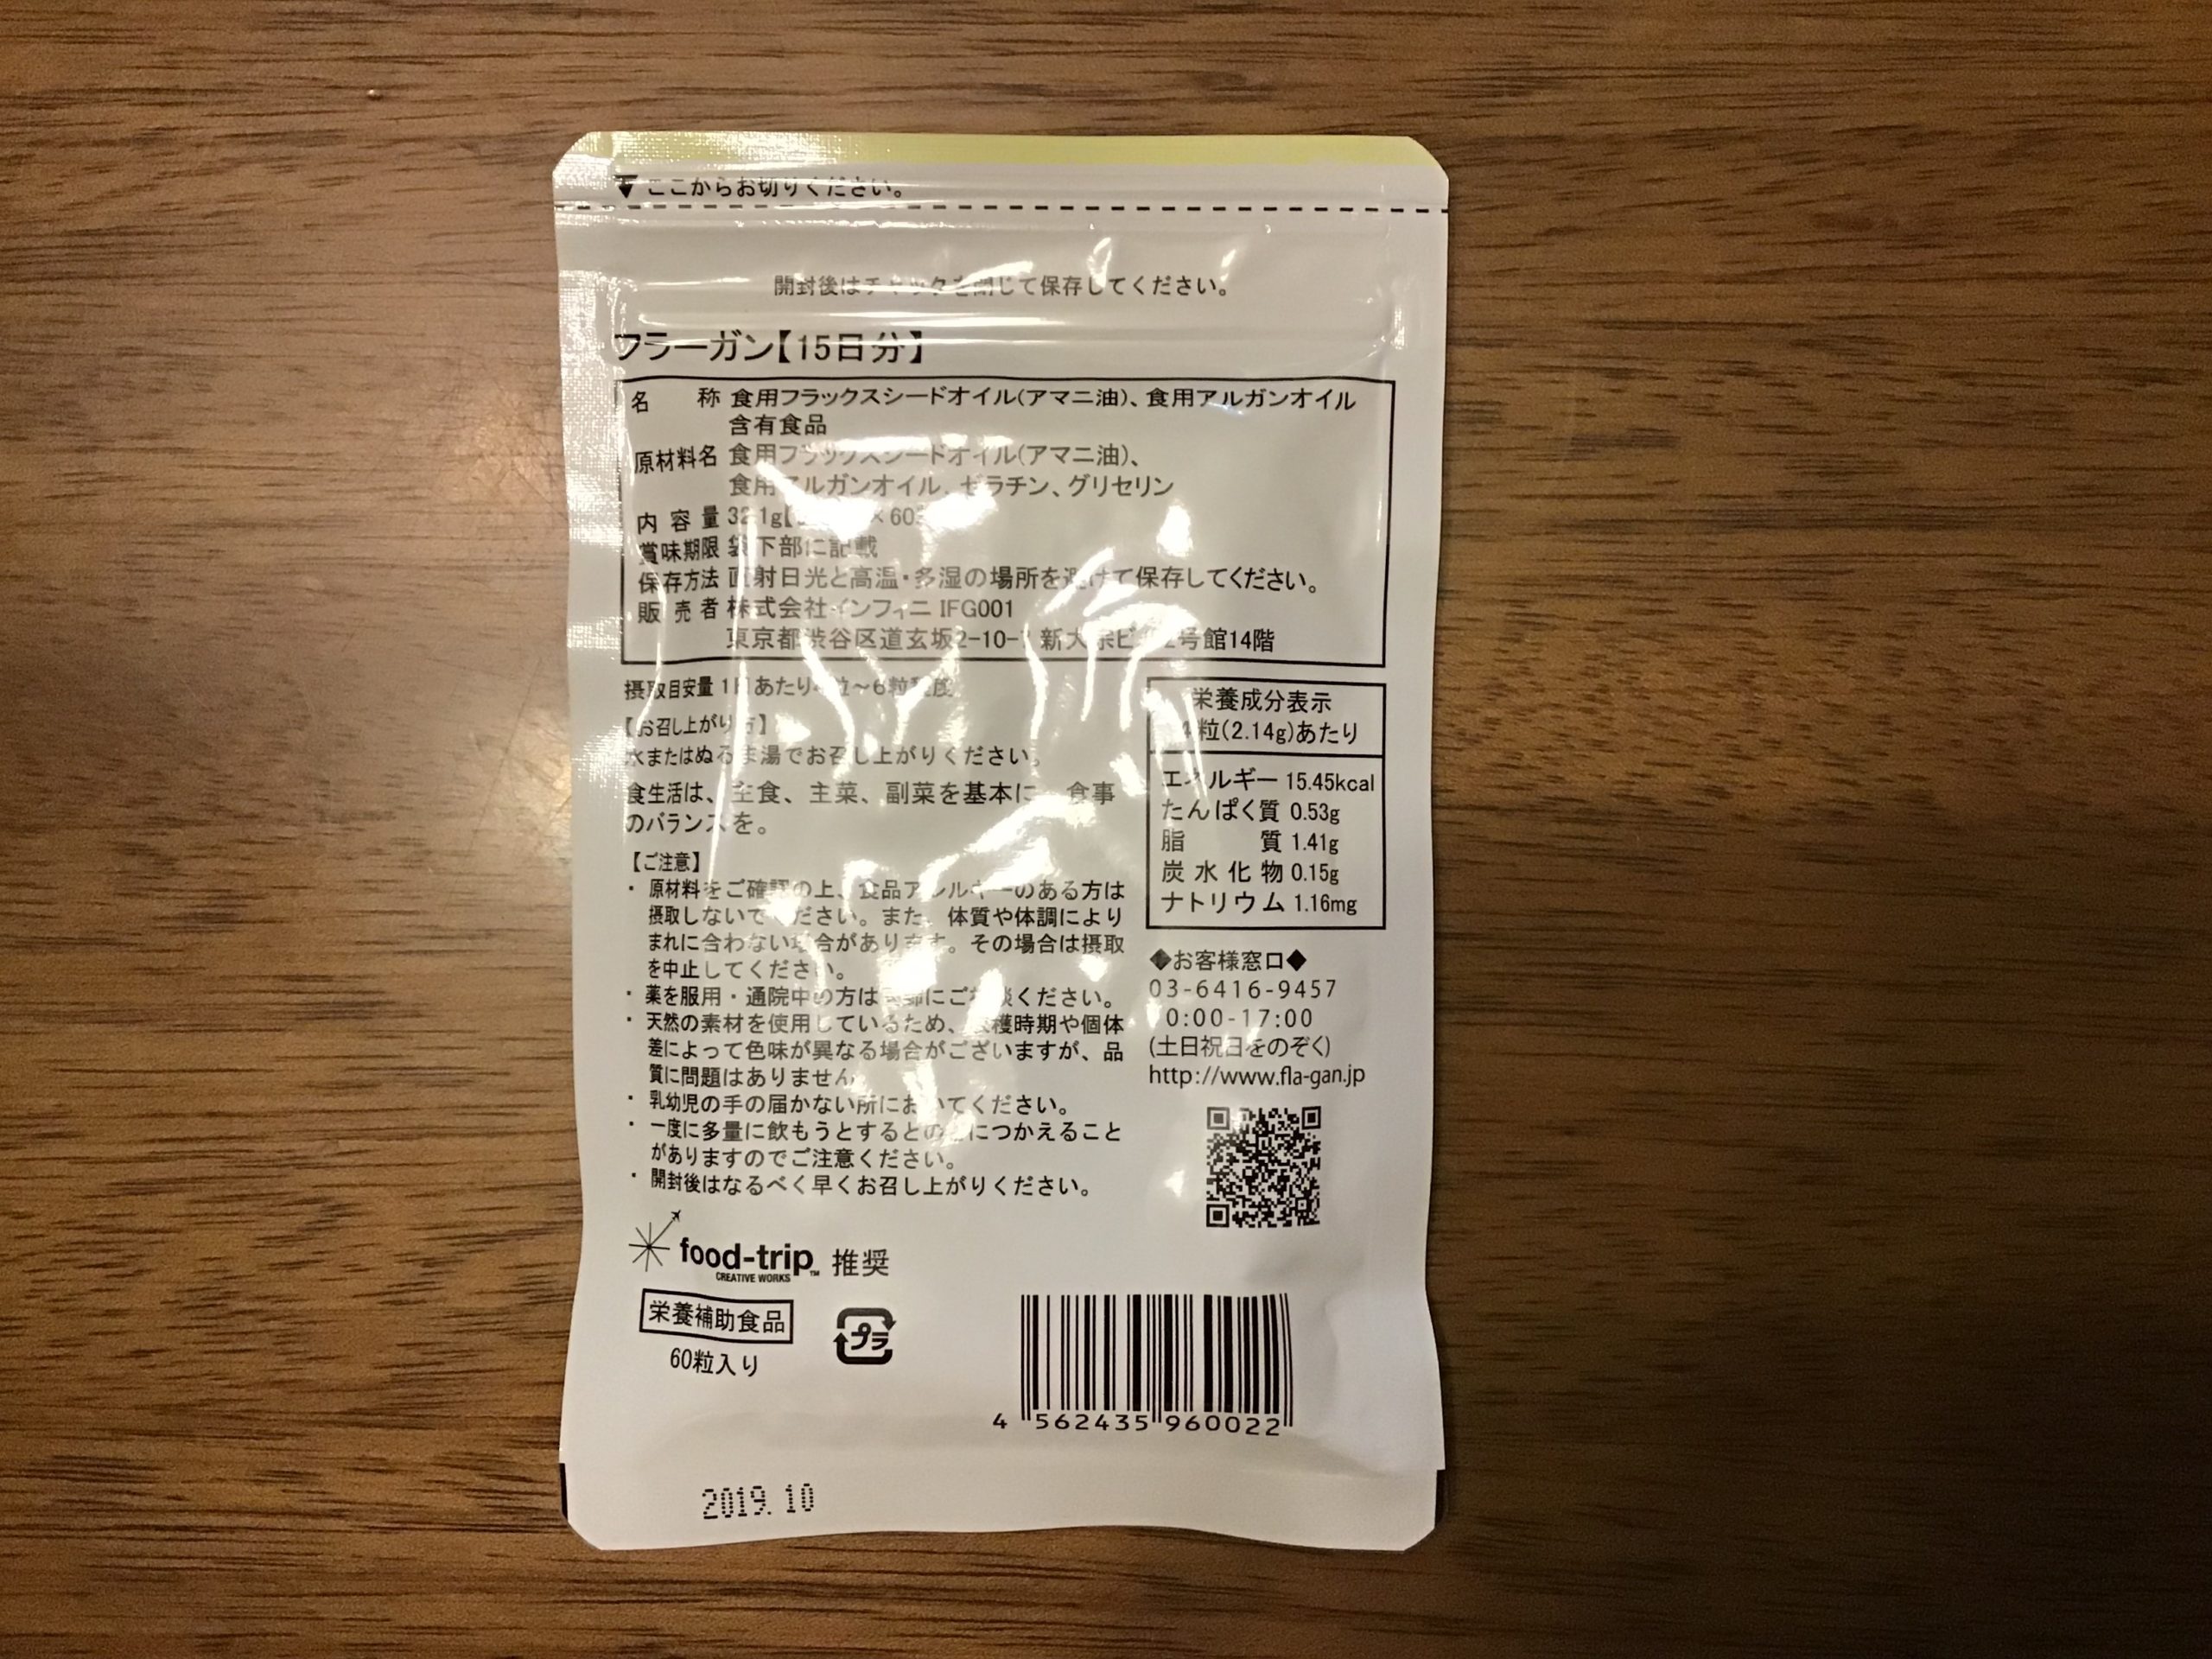 ▼ここからお切りください。
開封後はチャックを閉じて保存してください。
フラーガン【15日分】
名称 食用フラックスシードオイル(アマニ油)、食用アルガンオイル
含有食品
原材料名 食用フラックスシードオイル(アマニ油)、
食用アルガンオイル、ゼラチン、グリセリン
内容量 32.1g ×60
賞味期限 袋下部に記載
保存方法 直射日光と高温・多湿の場所を避けて保存してください。
販売者 株式会社インフィニ IFG001
東京都渋谷区道玄坂2-10- 新大宗ビル2号館14階
摂取目安量 1日あたり4粒～6粒程度
【お召し上がり方】
水またはぬるま湯でお召し上がりください。
食生活は、主食、主菜、副菜を基本に 食事
のバランスを。
【ご注意】
・原材料をご確認の上、食品アレルギーのある方は
摂取しないでください。また、体質や体調により
まれに合わない場合があります。その場合は摂取
を中止してください。
・薬を服用・通院中の方は医師にご相談ください。
・天然の素材を使用しているため、収穫時期や個体
差によって色味が異なる場合がございますが、品
質に問題はありません
・乳幼児の手の届かない所においてください。
・一度に多量に飲もうとするとのどにつかえること
がありますのでご注意ください。
・開封後はなるべく早くお召し上がりください。
栄養成分表示
4粒(2.14g)あたり
エネルギー 15.45kcal
たんぱく質 0.53g
脂質 1.41g
炭水化物 0.15g
ナトリウム 1.16mg
◆お客様窓口◆
03-6416-9457
0:00-17:00
(土日祝日をのぞく)
http://www.fla-gan.jp
food-trip™ 推奨
CREATIVE WORKS
栄養補助食品
60粒入り
プラ
4 562435 960022
2019.10